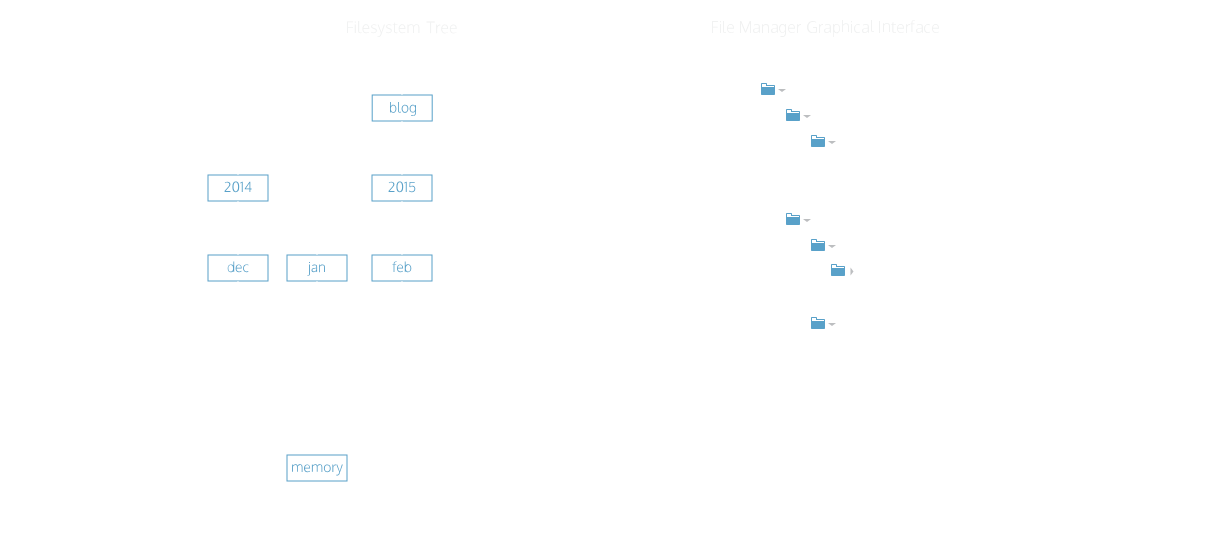 Filesystem Tree
File Manager Graphical Interface
blog
2014
2015
dec
jan
feb
memory